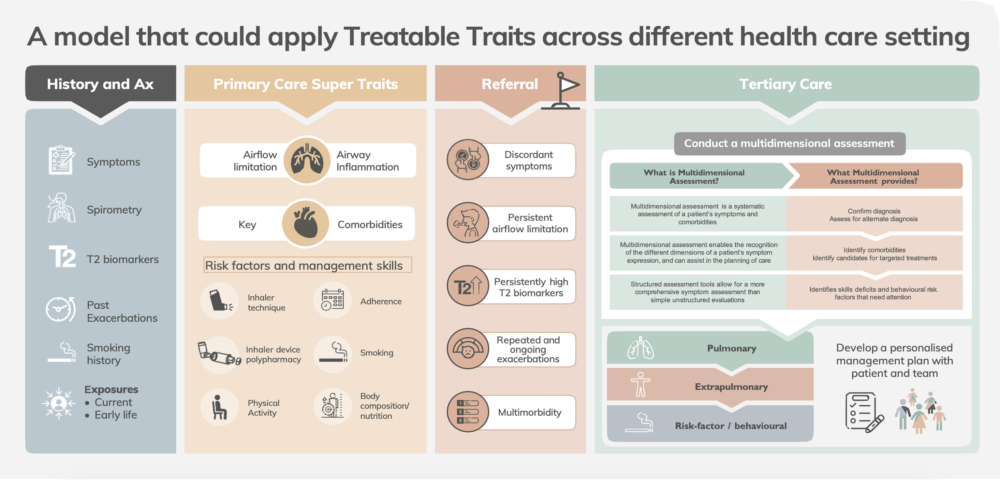 A model that could apply Treatable Traits across different health care setting
History and Ax
Symptoms
Spirometry
T2
T2 biomarkers
Past
Exacerbations
Smoking
history
Exposures
• Current
• Early life
Primary Care Super Traits
Airflow
limitation
Airway
Inflammation
Key
Comorbidities
Risk factors and management skills
Inhaler
technique
Adherence
Inhaler device
polypharmacy
Smoking
Physical
Activity
Body
composition/
nutrition
Referral
Discordant
symptoms
Persistent
airflow limitation
T2
Persistently high
T2 biomarkers
Repeated and
ongoing
exacerbations
1
2
3
Multimorbidity
Tertiary Care
Conduct a multidimensional assessment
What is Multidimensional
Assessment?
What Multidimensional
Assessment provides?
Multidimensional assessment is a systematic
assessment of a patient's symptoms and
comorbidities
Confirm diagnosis
Assess for alternate diagnosis
Multidimensional assessment enables the recognition
of the different dimensions of a patient's symptom
expression, and can assist in the planning of care
Identify comorbidities
Identify candidates for targeted treatments
Structured assessment tools allow for a more
comprehensive symptom assessment than
simple unstructured evaluations
Identifies skills deficits and behavioural risk
factors that need attention
Pulmonary
Extrapulmonary
Risk-factor / behavioural
Develop a personalised
management plan with
patient and team